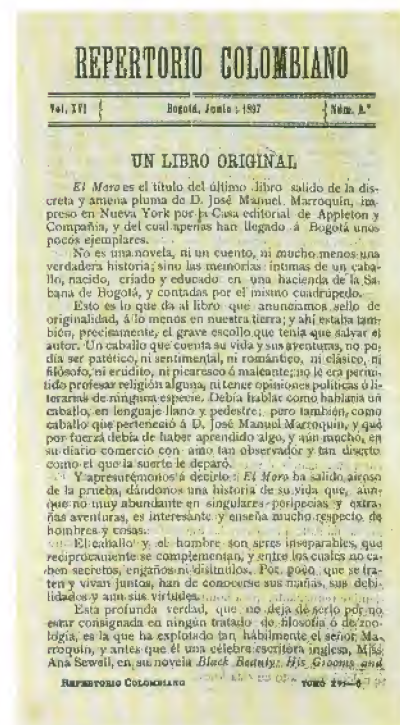 REPERTORIO COLOMBIANO
Vol. XVI
Bogotá, Junio: 1897
Núm. 2.º
UN LIBRO ORIGINAL
El Moro es el título del último libro salido de la dis-
creta y amena pluma de D. José Manuel Marroquín, im-
preso en Nueva York por la Casa editorial de Appleton y
Compañía, y del cual apenas han llegado á Bogotá unos
pocos ejemplares.
No es una novela, ni un cuento, ni mucho menos una
verdadera historia; sino las memorias íntimas de un caba-
llo, nacido, criado y educado en una hacienda de la Sa-
bana de Bogotá, y contadas por el mismo cuadrúpedo.
Esto es lo que da al libro que anunciamos sello de
originalidad, á lo menos en nuestra tierra; y ahí estaba tam-
bién, precisamente, el grave escollo que tenía que salvar el
autor. Un caballo que cuenta su vida y sus aventuras, no po-
día ser patético, ni sentimental, ni romántico, ni clásico, ni
filósofo, ni erudito, ni picaresco ó maleante; no le era permi-
tido profesar religión alguna, ni tener opiniones políticas ó li-
terarias de ninguna especie. Debía hablar como hablaría un
caballo, en lenguaje llano y pedestre; pero también, como
caballo que perteneció á D. José Manuel Marroquín, y que
por fuerza debía de haber aprendido algo, y aún mucho, en
su diario comercio con amo tan observador y tan discreto
como el que la suerte le deparó.
Y apresurémonos á decirlo: El Moro ha salido airoso
de la prueba, dándonos una historia de su vida que, aun-
que no muy abundante en singulares peripecias y extra-
ñas aventuras, es interesante y enseña mucho respecto de
hombres y cosas.
El caballo y el hombre son seres inseparables, que
recíprocamente se complementan, y entre los cuales no ca-
ben secretos, engaños ni disimulos. Por poco que se tra-
ten y vivan juntos, han de conocerse sus mañas, sus debi-
lidades y aun sus virtudes.
Esta profunda verdad, que no deja de serlo por no
estar consignada en ningún tratado de filosofía ó de zoo-
logía, es la que ha explotado tan hábilmente el señor Ma-
rroquín, y antes que él una célebre escritora inglesa, Miss
Ana Sewell, en su novela Black Beauty: His Grooms and
REPERTORIO COLOMBIANO
TOMO XVI—6